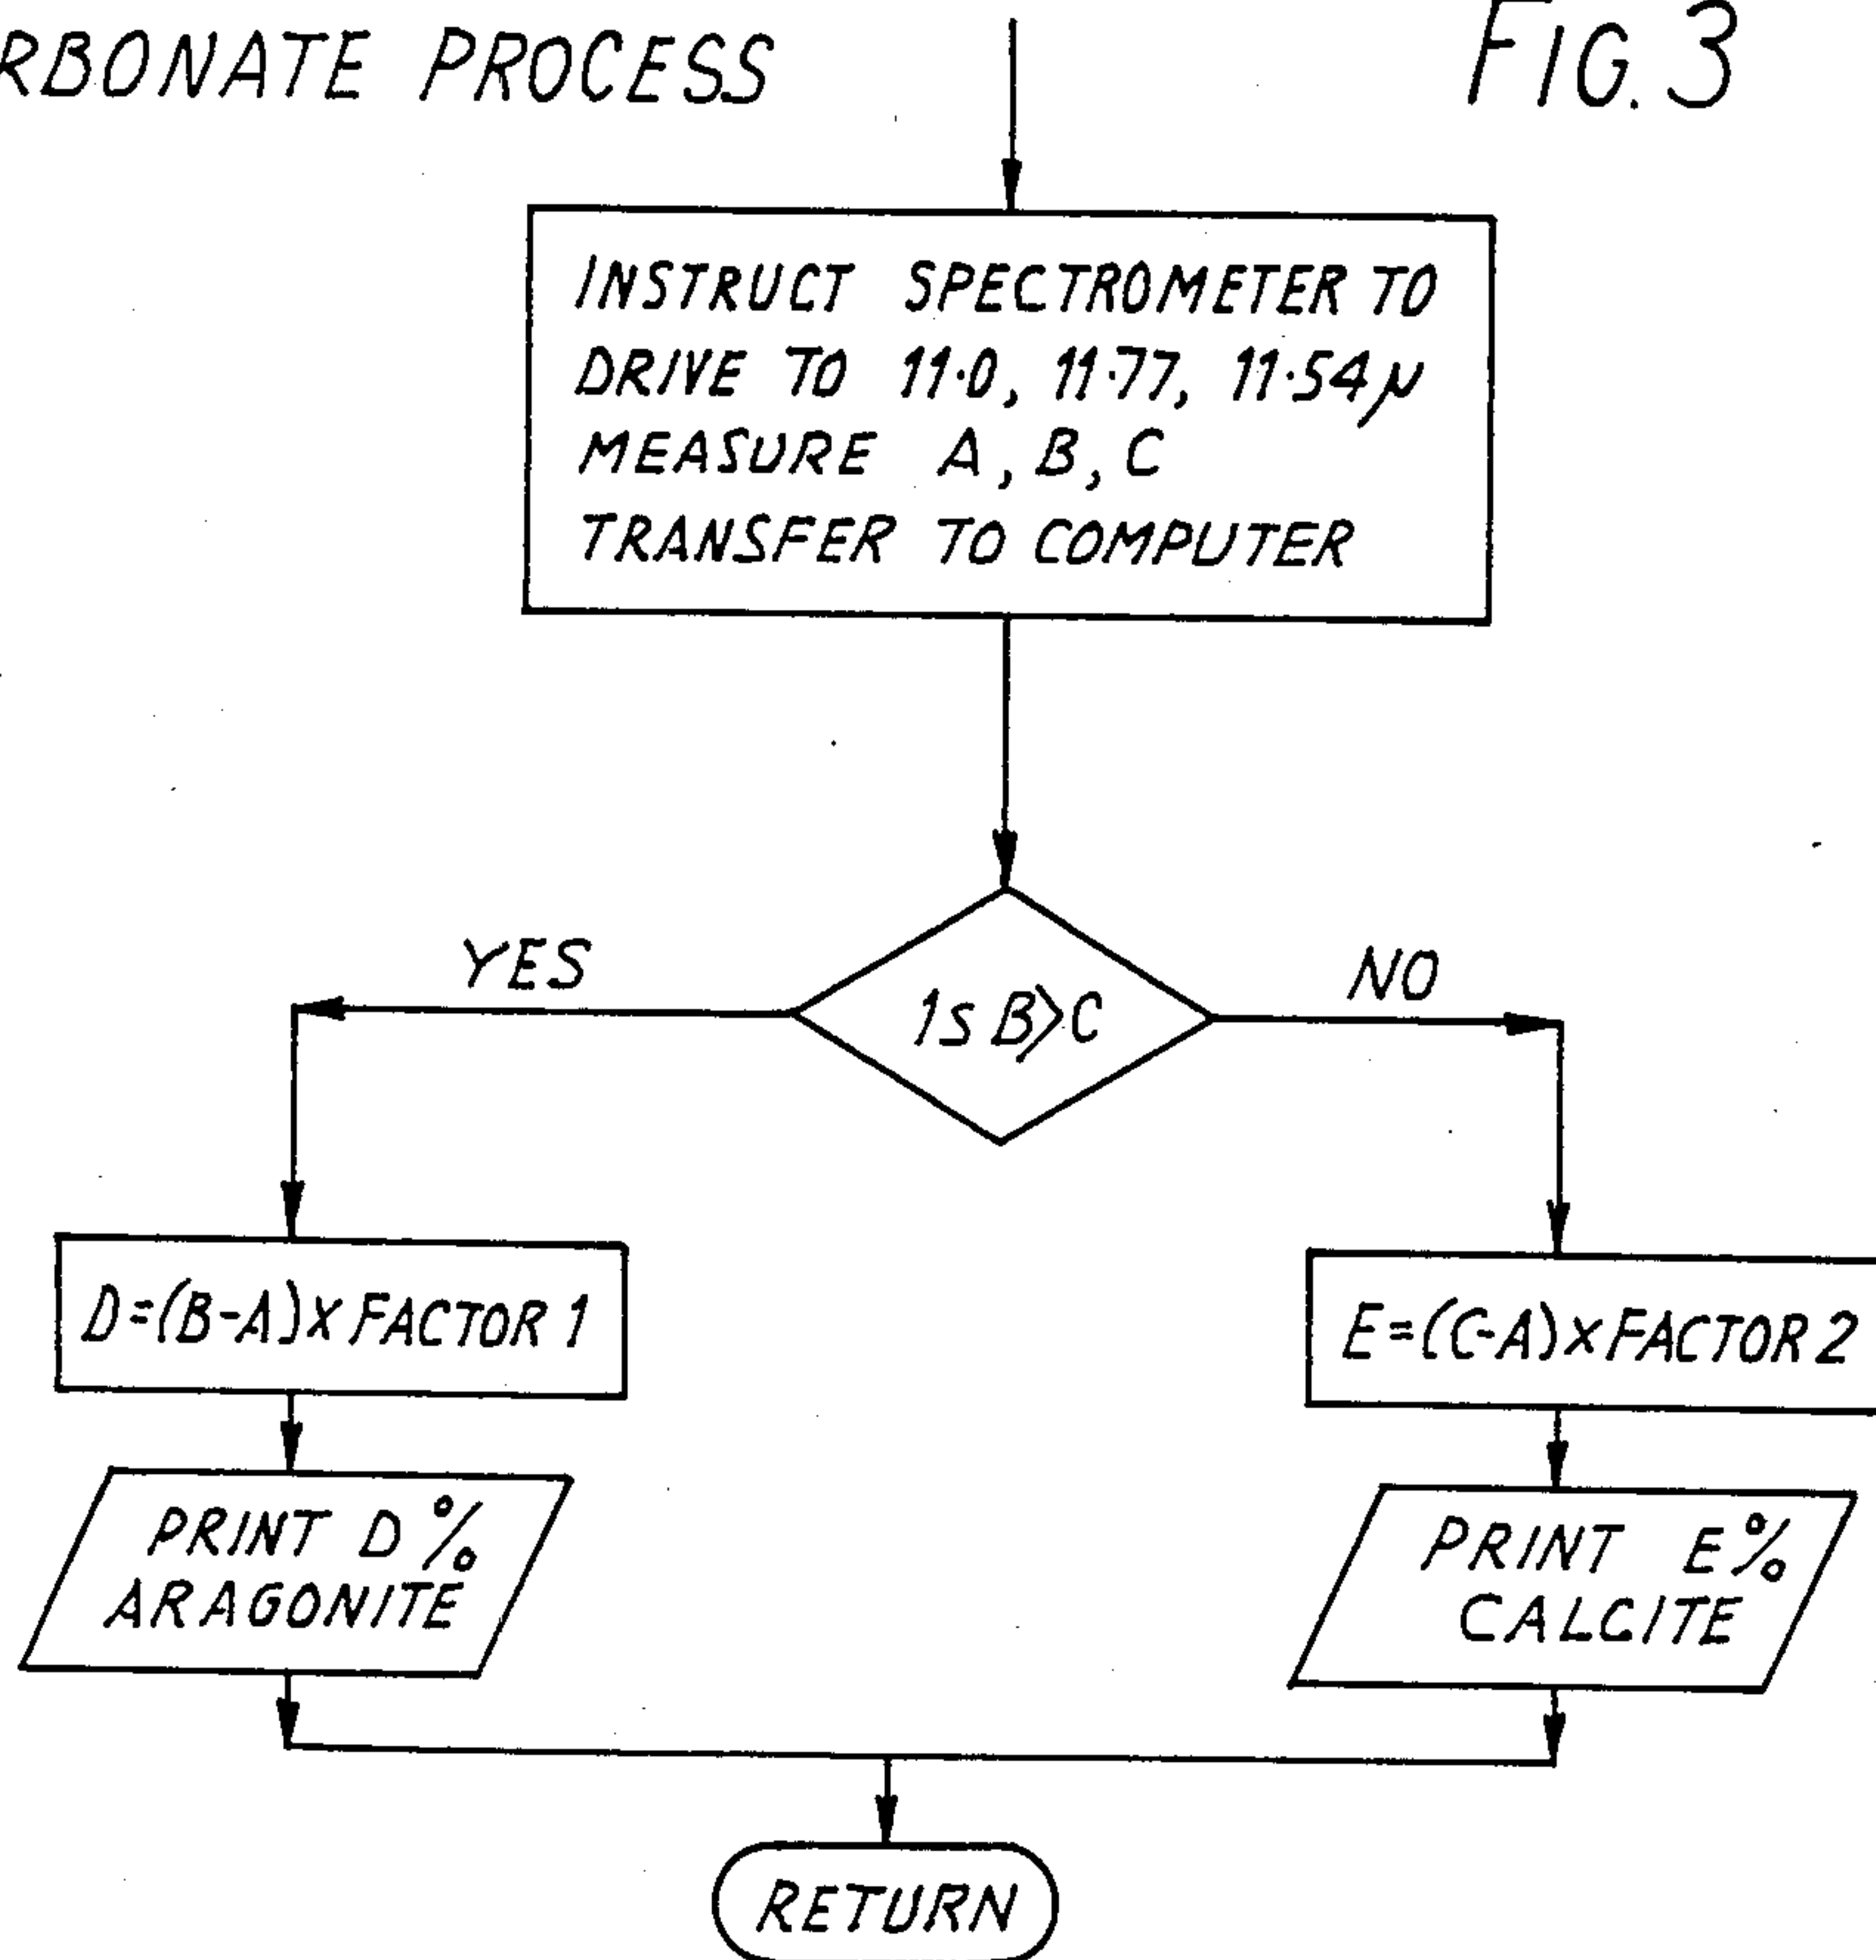 RBONATE PROCESS
FIG. 3
INSTRUCT SPECTROMETER TO
DRIVE TO 11·0, 11·77, 11·54μ
MEASURE A, B, C
TRANSFER TO COMPUTER
YES
IS B⩾C
NO
D=(B-A)×FACTOR 1
E=(C-A)×FACTOR 2
PRINT D%
ARAGONITE
PRINT E%
CALCITE
RETURN